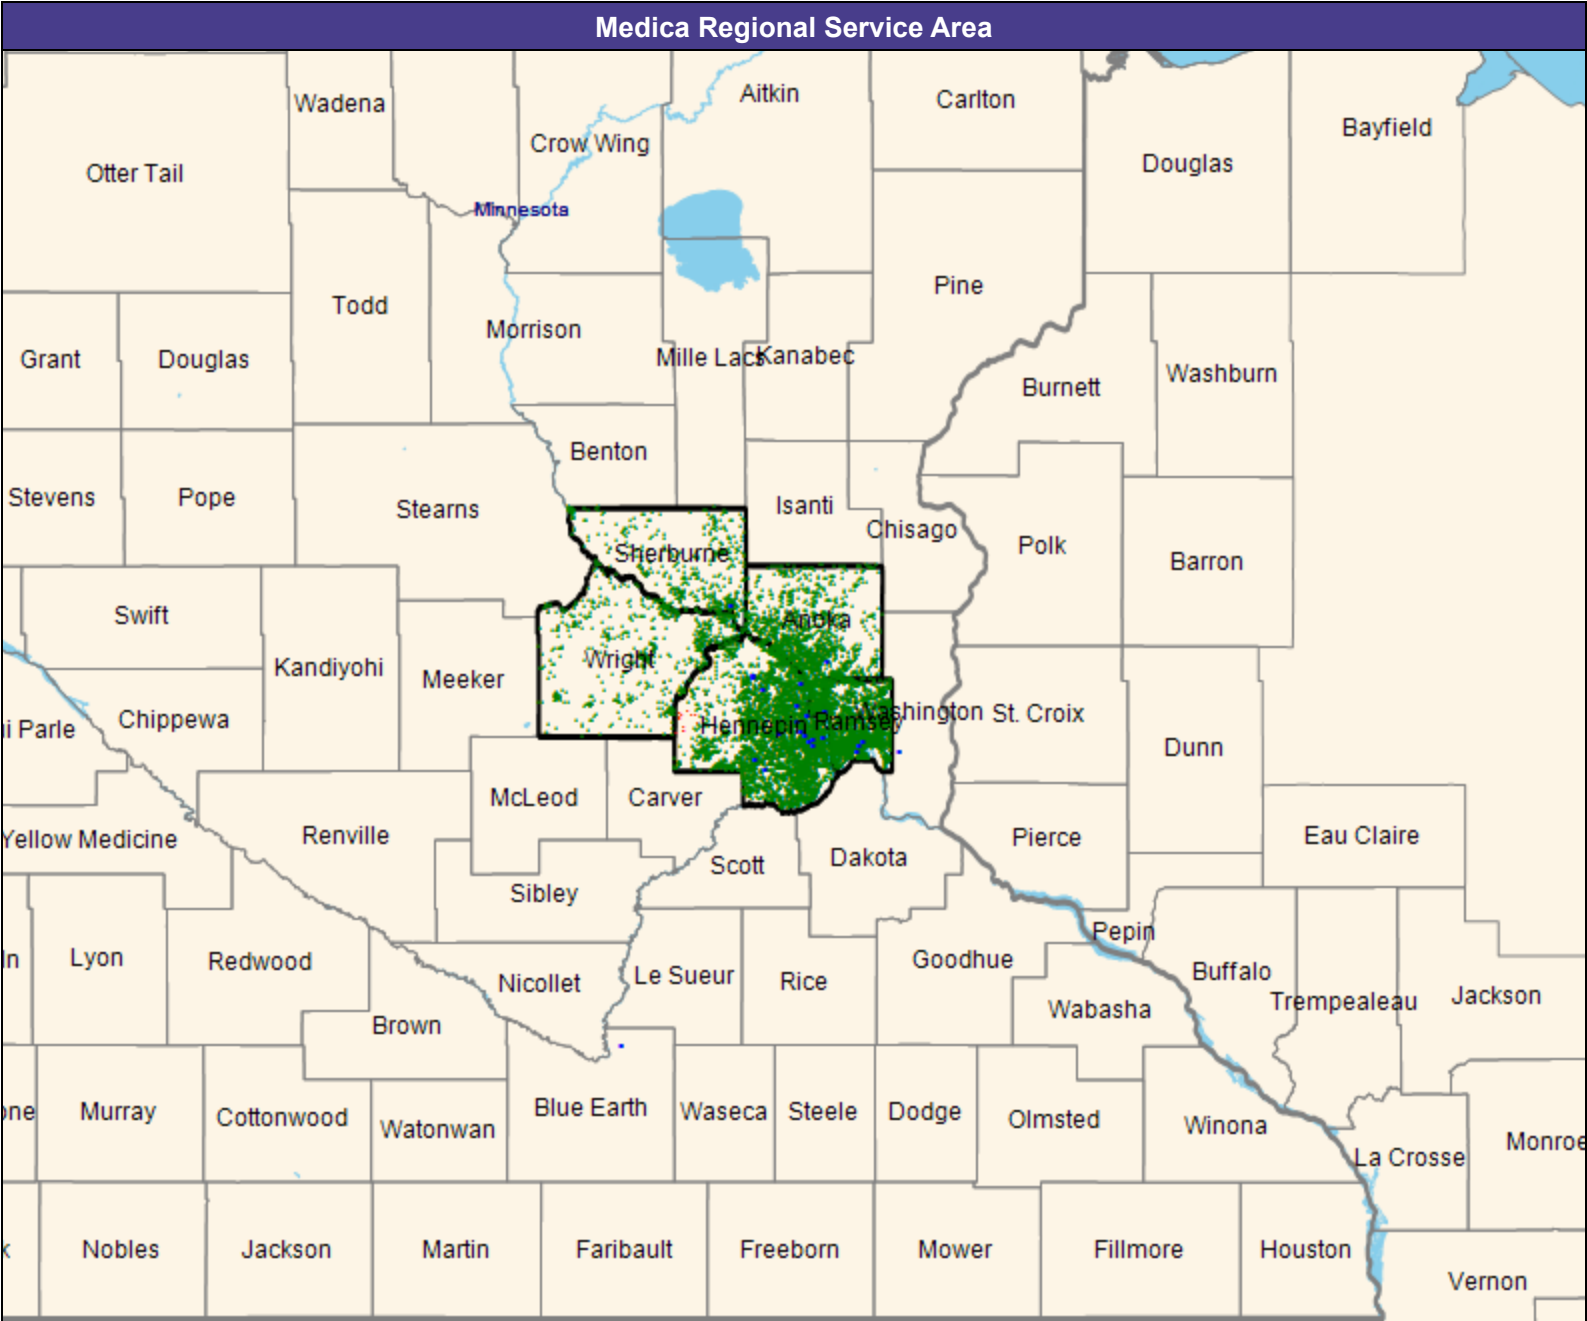 Medica Regional Service Area
Wadena
Aitkin
Carlton
Bayfield
Crow Wing
Douglas
Otter Tail
Minnesota
Pine
Todd
Morrison
Mille Lacs
Kanabec
Grant
Douglas
Burnett
Washburn
Benton
Stevens
Pope
Stearns
Isanti
Chisago
Polk
Barron
Sherburne
Swift
Anoka
Kandiyohi
Wright
Meeker
Chippewa
Hennepin
Ramsey
Washington
St. Croix
i Parle
Dunn
McLeod
Carver
Renville
Yellow Medicine
Pierce
Eau Claire
Scott
Dakota
Sibley
Pepin
ln
Lyon
Redwood
Nicollet
Le Sueur
Rice
Goodhue
Buffalo
Trempealeau
Jackson
Wabasha
Brown
one
Murray
Cottonwood
Watonwan
Blue Earth
Waseca
Steele
Dodge
Olmsted
Winona
La Crosse
Monroe
k
Nobles
Jackson
Martin
Faribault
Freeborn
Mower
Fillmore
Houston
Vernon